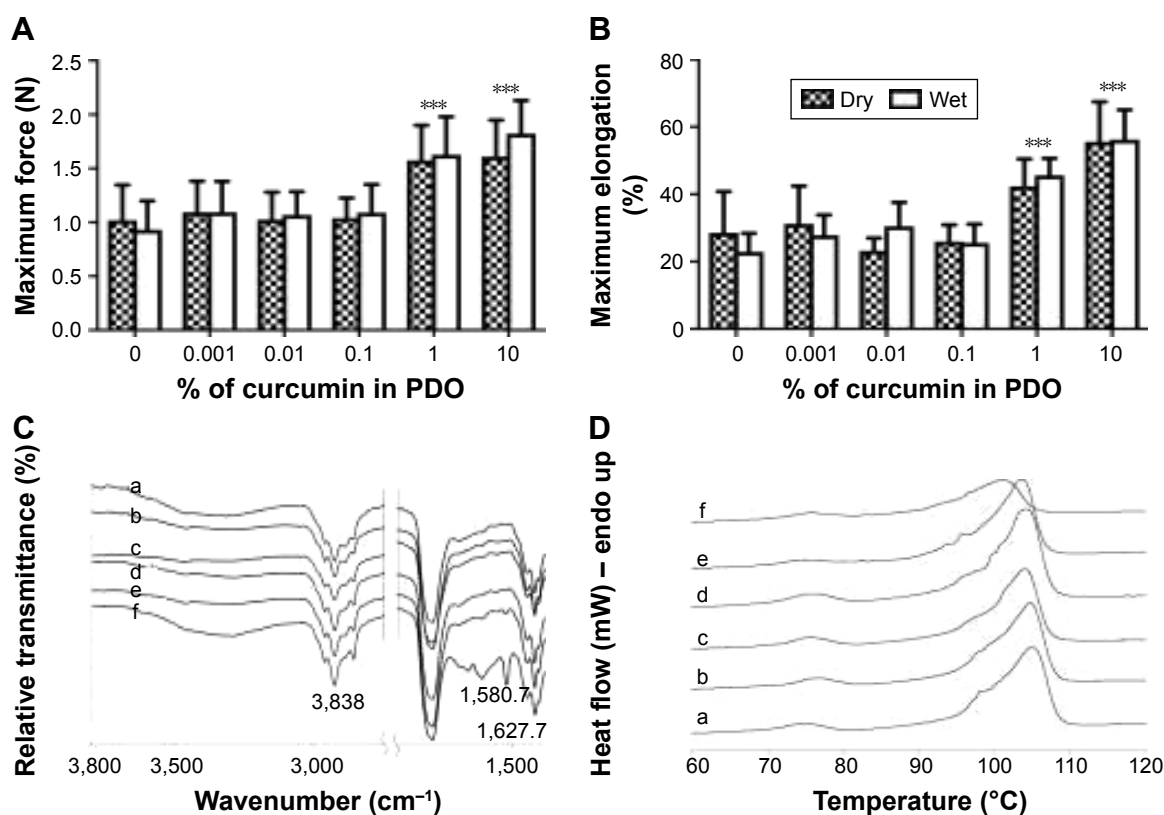 A
Maximum force (N)
2.5
2.0
1.5
1.0
0.5
0.0
***
***
0 0.001 0.01 0.1 1 10
% of curcumin in PDO
B
Maximum elongation
(%)
80
60
40
20
0
Dry Wet
***
***
0 0.001 0.01 0.1 1 10
% of curcumin in PDO
C
Relative transmittance (%)
a
b
c
d
e
f
3,838
1,580.7
1,627.7
3,800 3,500 3,000 1,500
Wavenumber (cm⁻¹)
D
Heat flow (mW) – endo up
f
e
d
c
b
a
60 70 80 90 100 110 120
Temperature (°C)